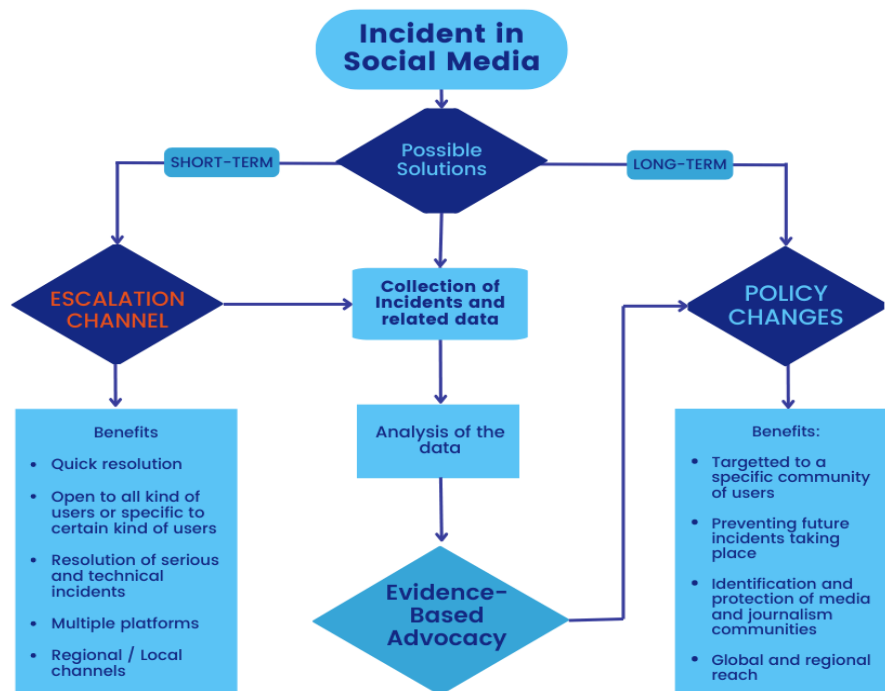 Incident in
Social Media
Possible
Solutions
SHORT-TERM
LONG-TERM
ESCALATION
CHANNEL
Collection of
Incidents and
related data
POLICY
CHANGES
Benefits
• Quick resolution
• Open to all kind of
users or specific to
certain kind of users
• Resolution of serious
and technical
incidents
• Multiple platforms
• Regional / Local
channels
Analysis of the
data
Evidence-
Based
Advocacy
Benefits:
• Targetted to a
specific community
of users
• Preventing future
incidents taking
place
• Identification and
protection of media
and journalism
communities
• Global and regional
reach